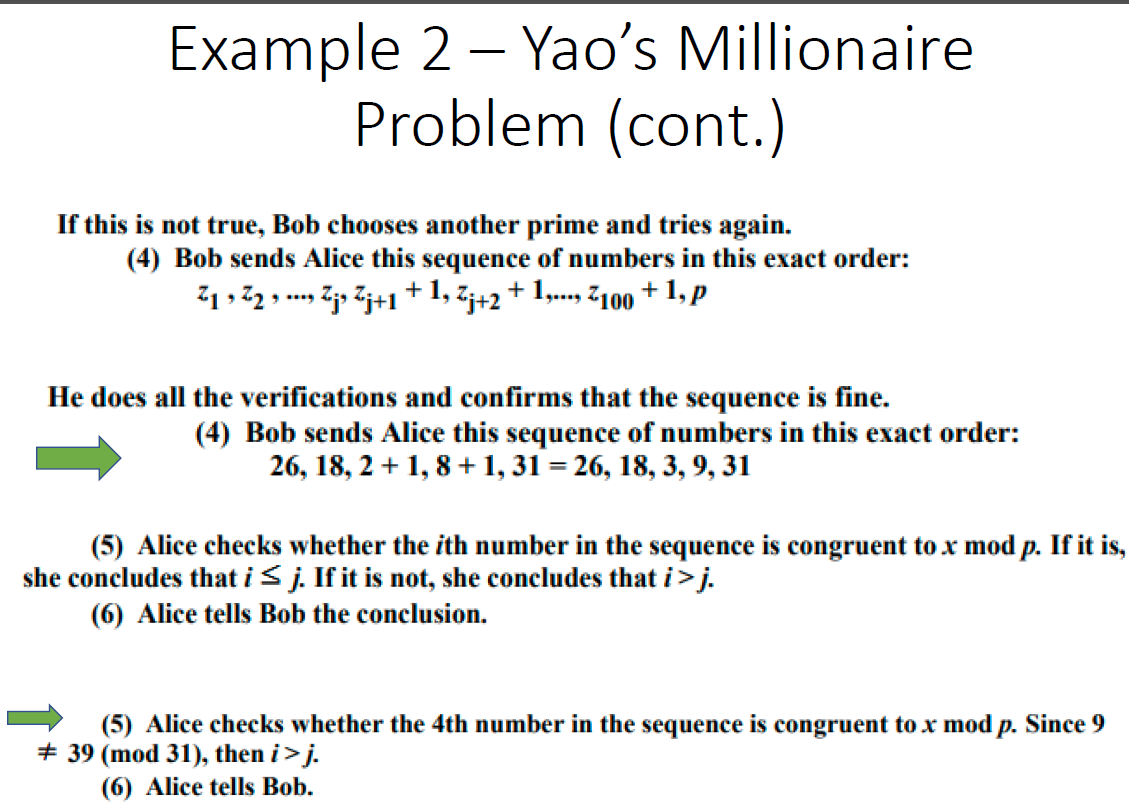 Example 2 – Yao's Millionaire
Problem (cont.)
If this is not true, Bob chooses another prime and tries again.
(4) Bob sends Alice this sequence of numbers in this exact order:
z₁ , z₂ , ..., zⱼ, zⱼ₊₁ + 1, zⱼ₊₂ + 1,..., z₁₀₀ + 1, p
He does all the verifications and confirms that the sequence is fine.
(4) Bob sends Alice this sequence of numbers in this exact order:
26, 18, 2 + 1, 8 + 1, 31 = 26, 18, 3, 9, 31
(5) Alice checks whether the ith number in the sequence is congruent to x mod p. If it is,
she concludes that i ≤ j. If it is not, she concludes that i > j.
(6) Alice tells Bob the conclusion.
(5) Alice checks whether the 4th number in the sequence is congruent to x mod p. Since 9
≠ 39 (mod 31), then i > j.
(6) Alice tells Bob.